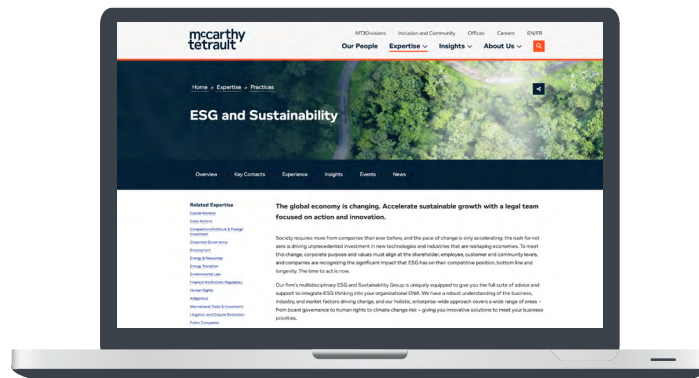 mccarthy
tetrault
MT3Divisions Inclusion and Community Offices Careers EN/FR
Our People Expertise Insights About Us
Home » Expertise » Practices
ESG and Sustainability
Overview Key Contacts Experience Insights Events News
Related Expertise
Capital Markets
Class Actions
Competition/Antitrust & Foreign
Investment
Corporate Governance
Employment
Energy & Resources
Energy Transition
Environmental Law
Financial Institutions Regulatory
Human Rights
Indigenous
International Trade & Investment
Litigation and Dispute Resolution
Public Companies
The global economy is changing. Accelerate sustainable growth with a legal team
focused on action and innovation.
Society requires more from companies than ever before, and the pace of change is only accelerating: the rush for net
zero is driving unprecedented investment in new technologies and industries that are reshaping economies. To meet
this change, corporate purpose and values must align at the shareholder, employee, customer and community levels,
and companies are recognizing the significant impact that ESG has on their competitive position, bottom line and
longevity. The time to act is now.
Our firm's multidisciplinary ESG and Sustainability Group is uniquely equipped to give you the full suite of advice and
support to integrate ESG thinking into your organizational DNA. We have a robust understanding of the business,
industry, and market factors driving change, and our holistic, enterprise-wide approach covers a wide range of areas –
from board governance to human rights to climate change risk – giving you innovative solutions to meet your business
priorities.